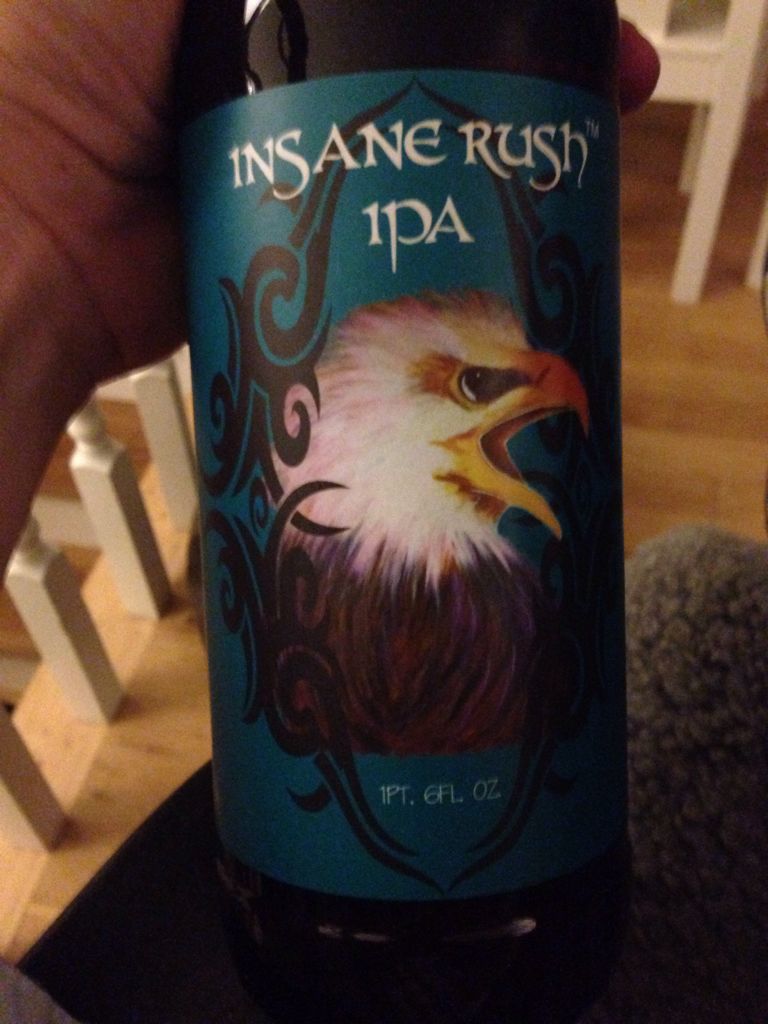 INSANE RUSH™
IPA
1PT. 6FL. OZ.